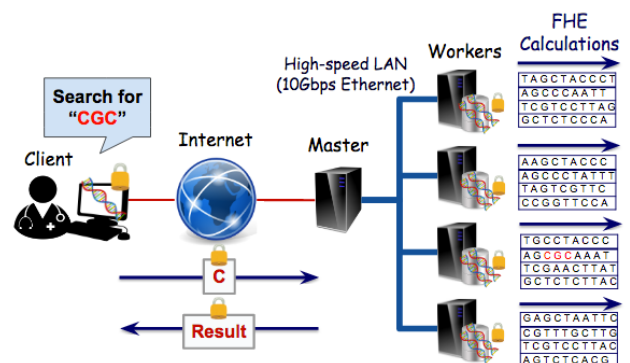 FHE
Calculations
Workers
High-speed LAN
(10Gbps Ethernet)
Search for
“CGC”
Internet
Master
Client
TAGCTACCCT
AGCCCAATT
TCGTCCTTAG
GCTCTCCCA
AAGCTACCC
AGCCCTATTT
TAGTCGTTC
CCGGTTCCA
TGCCTACCC
AGCGCAAAT
TCGAACTTAT
GCTCTCTTAC
GAGCTAATTC
CGTTTGCTTG
TCGTCCTTAC
AGTCTCACG
C
Result